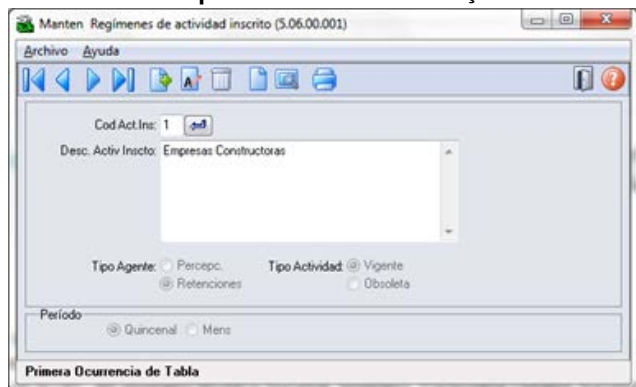 Manten Regímenes de actividad inscrito (5.06.00.001)
Archivo Ayuda
Cod Act.Ins: 1
Desc. Activ Inscto: Empresas Constructoras
Tipo Agente: Percepc. Tipo Actividad: Vigente
Retenciones Obsoleta
Período
Quincenal Mens
Primera Ocurrencia de Tabla